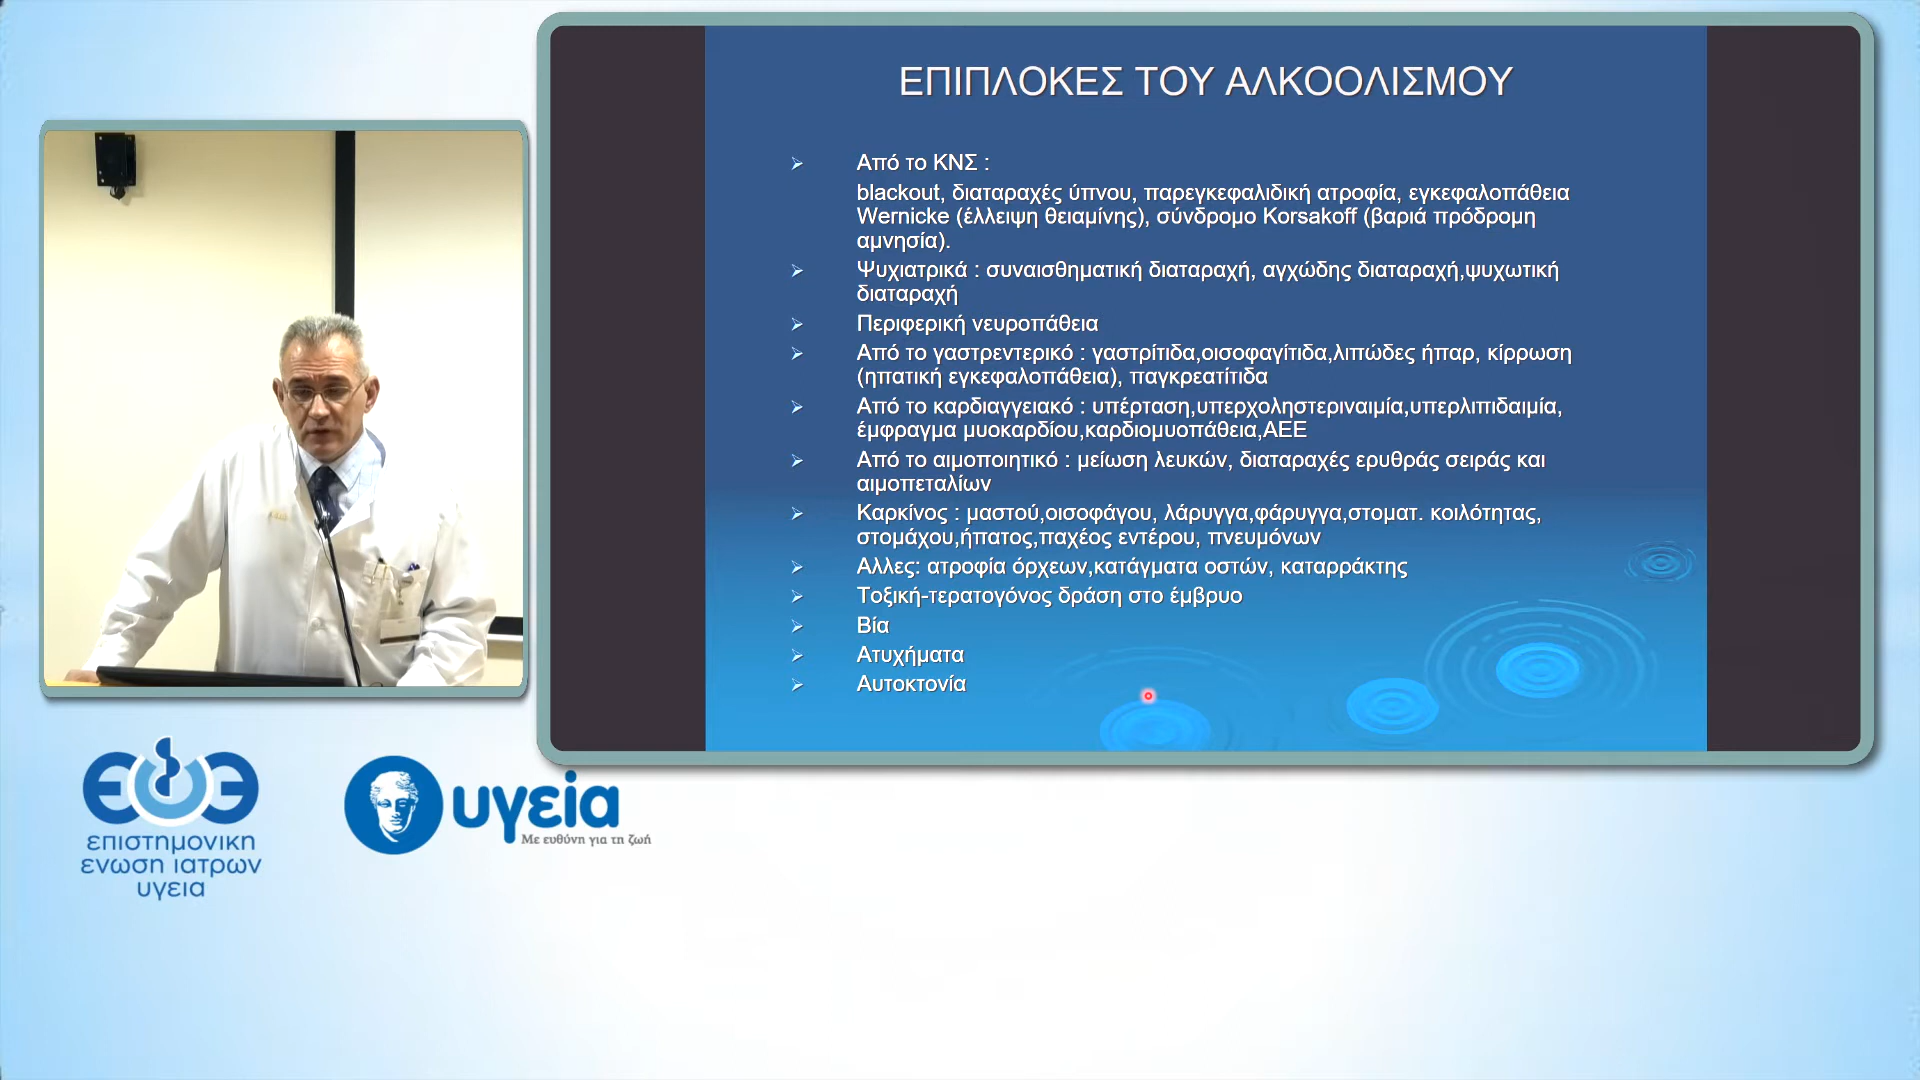 ΕΠΙΠΛΟΚΕΣ ΤΟΥ ΑΛΚΟΟΛΙΣΜΟΥ
Από το ΚΝΣ :
blackout, διαταραχές ύπνου, παρεγκεφαλιδική ατροφία, εγκεφαλοπάθεια
Wernicke (έλλειψη θειαμίνης), σύνδρομο Korsakoff (βαριά πρόδρομη
αμνησία).
Ψυχιατρικά : συναισθηματική διαταραχή, αγχώδης διαταραχή,ψυχωτική
διαταραχή
Περιφερική νευροπάθεια
Από το γαστρεντερικό : γαστρίτιδα,οισοφαγίτιδα,λιπώδες ήπαρ, κίρρωση
(ηπατική εγκεφαλοπάθεια), παγκρεατίτιδα
Από το καρδιαγγειακό : υπέρταση,υπερχοληστεριναιμία,υπερλιπιδαιμία,
έμφραγμα μυοκαρδίου,καρδιομυοπάθεια,ΑΕΕ
Από το αιμοποιητικό : μείωση λευκών, διαταραχές ερυθράς σειράς και
αιμοπεταλίων
Καρκίνος : μαστού,οισοφάγου, λάρυγγα,φάρυγγα,στοματ. κοιλότητας,
στομάχου,ήπατος,παχέος εντέρου, πνευμόνων
Αλλες: ατροφία όρχεων,κατάγματα οστών, καταρράκτης
Τοξική-τερατογόνος δράση στο έμβρυο
Βία
Ατυχήματα
Αυτοκτονία
επιστημονικη
ενωση ιατρων
υγεια
υγεία
Με ευθύνη για τη ζωή